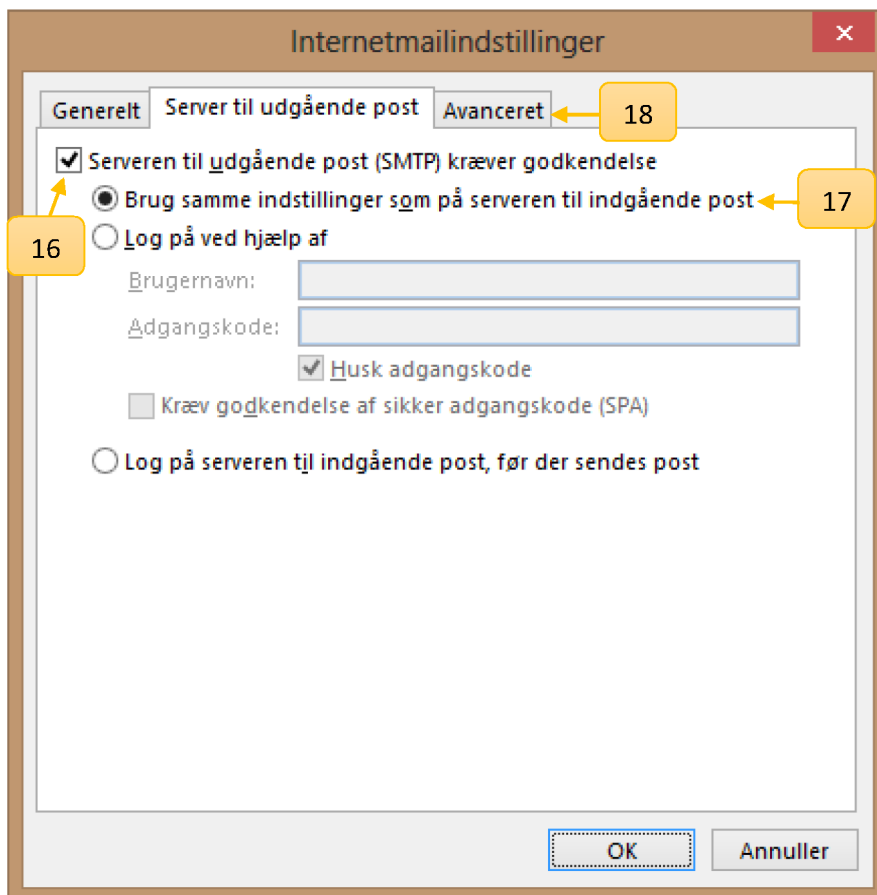 Internetmailindstillinger
Generelt Server til udgående post Avanceret 18
Serveren til udgående post (SMTP) kræver godkendelse
Brug samme indstillinger som på serveren til indgående post 17
16 Log på ved hjælp af
Brugernavn:
Adgangskode:
Husk adgangskode
Kræv godkendelse af sikker adgangskode (SPA)
Log på serveren til indgående post, før der sendes post
OK Annuller